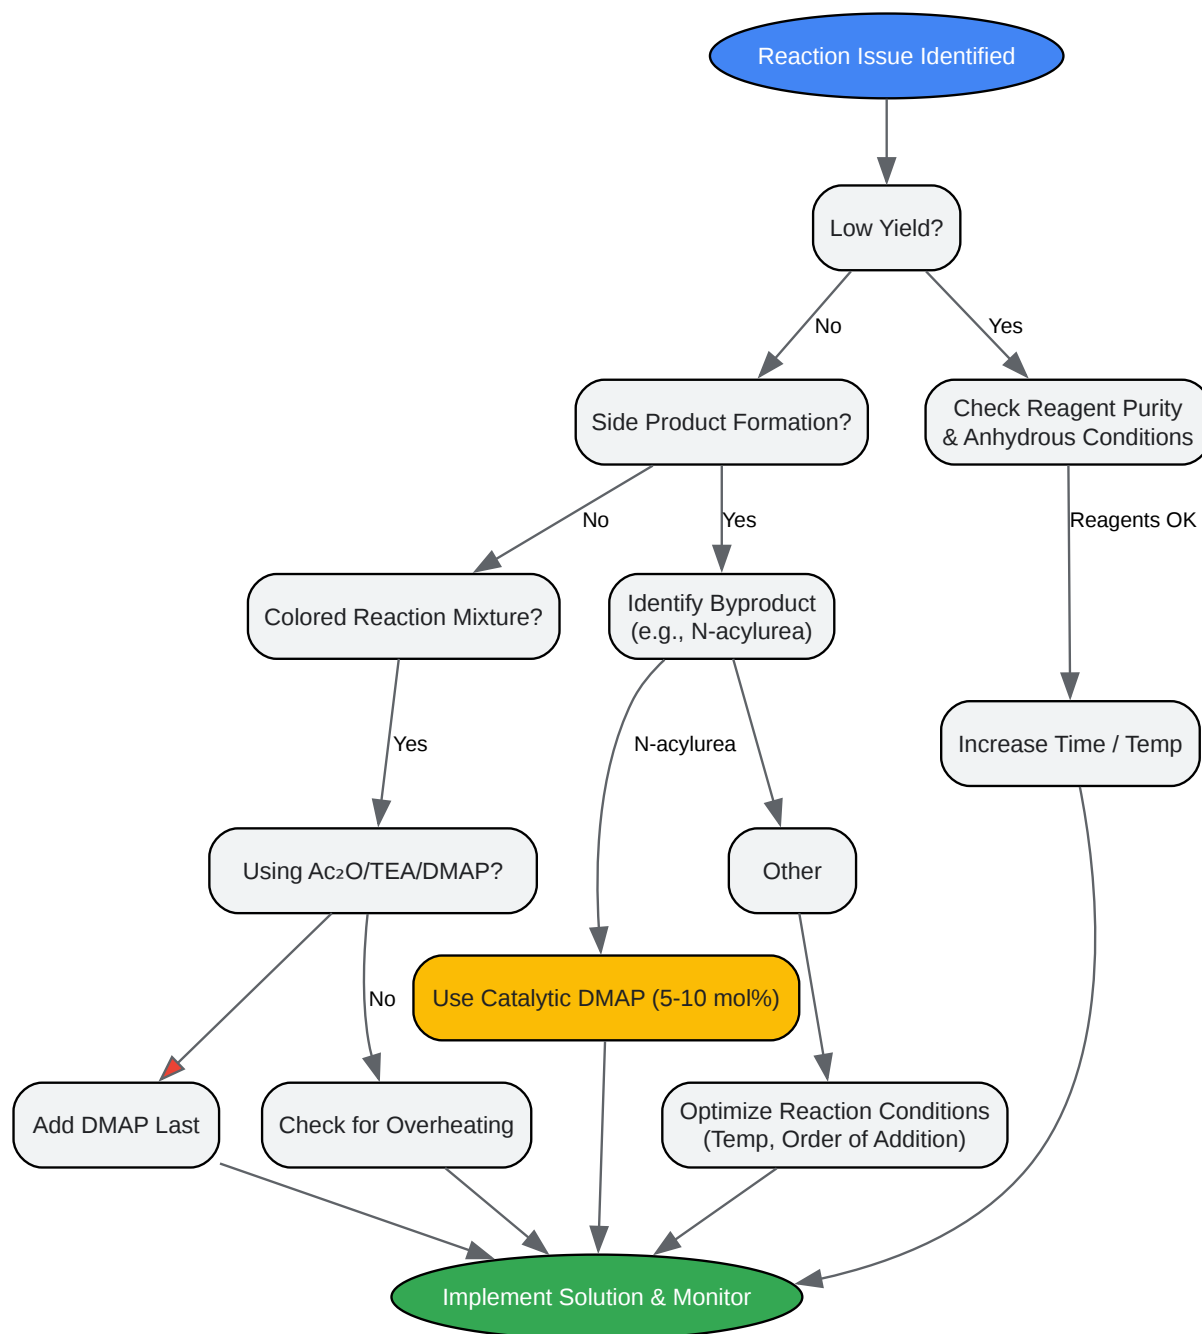 Reaction Issue Identified
Low Yield?
No
Yes
Side Product Formation?
Check Reagent Purity
& Anhydrous Conditions
No
Yes
Reagents OK
Colored Reaction Mixture?
Identify Byproduct
(e.g., N-acylurea)
Yes
N-acylurea
Increase Time / Temp
Using Ac₂O/TEA/DMAP?
Other
No
Use Catalytic DMAP (5-10 mol%)
Add DMAP Last
Check for Overheating
Optimize Reaction Conditions
(Temp, Order of Addition)
Implement Solution & Monitor